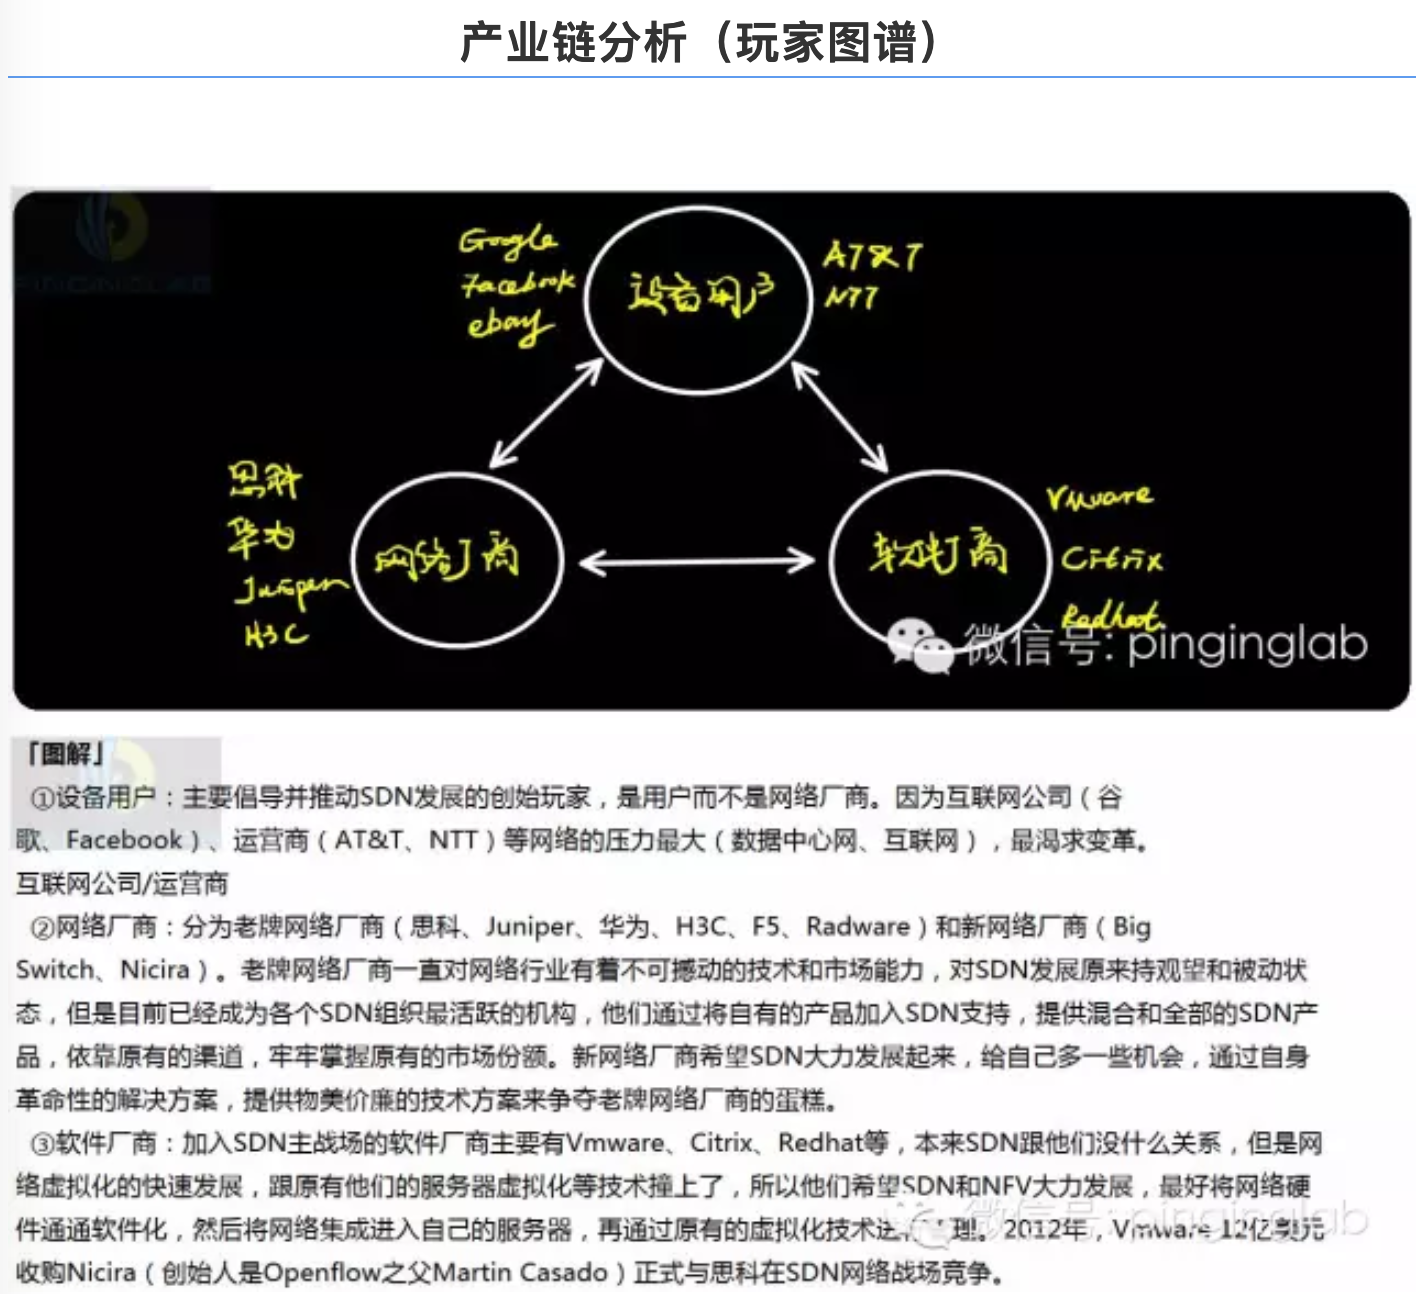 产业链分析（玩家图谱）
Google
Facebook
ebay
设备用户
AT&T
NTT
思科
华为
Juniper
H3C
网络厂商
软件厂商
Vmware
Citrix
Redhat
微信号: pinginglab
PINGINGLAB
「图解」
①设备用户：主要倡导并推动SDN发展的创始玩家，是用户而不是网络厂商。因为互联网公司（谷
歌、Facebook）、运营商（AT&T、NTT）等网络的压力最大（数据中心网、互联网），最渴求变革。
互联网公司/运营商
②网络厂商：分为老牌网络厂商（思科、Juniper、华为、H3C、F5、Radware）和新网络厂商（Big
Switch、Nicira）。老牌网络厂商一直对网络行业有着不可撼动的技术和市场能力，对SDN发展原来持观望和被动状
态，但是目前已经成为各个SDN组织最活跃的机构，他们通过将自有的产品加入SDN支持，提供混合和全部的SDN产
品，依靠原有的渠道，牢牢掌握原有的市场份额。新网络厂商希望SDN大力发展起来，给自己多一些机会，通过自身
革命性的解决方案，提供物美价廉的技术方案来争夺老牌网络厂商的蛋糕。
③软件厂商：加入SDN主战场的软件厂商主要有Vmware、Citrix、Redhat等，本来SDN跟他们没什么关系，但是网
络虚拟化的快速发展，跟原有他们的服务器虚拟化等技术撞上了，所以他们希望SDN和NFV大力发展，最好将网络硬
件通通软件化，然后将网络集成进入自己的服务器，再通过原有的虚拟化技术进 理。2012年，Vmware 12亿美元
收购Nicira（创始人是Openflow之父Martin Casado）正式与思科在SDN网络战场竞争。
微信号: pinginglab